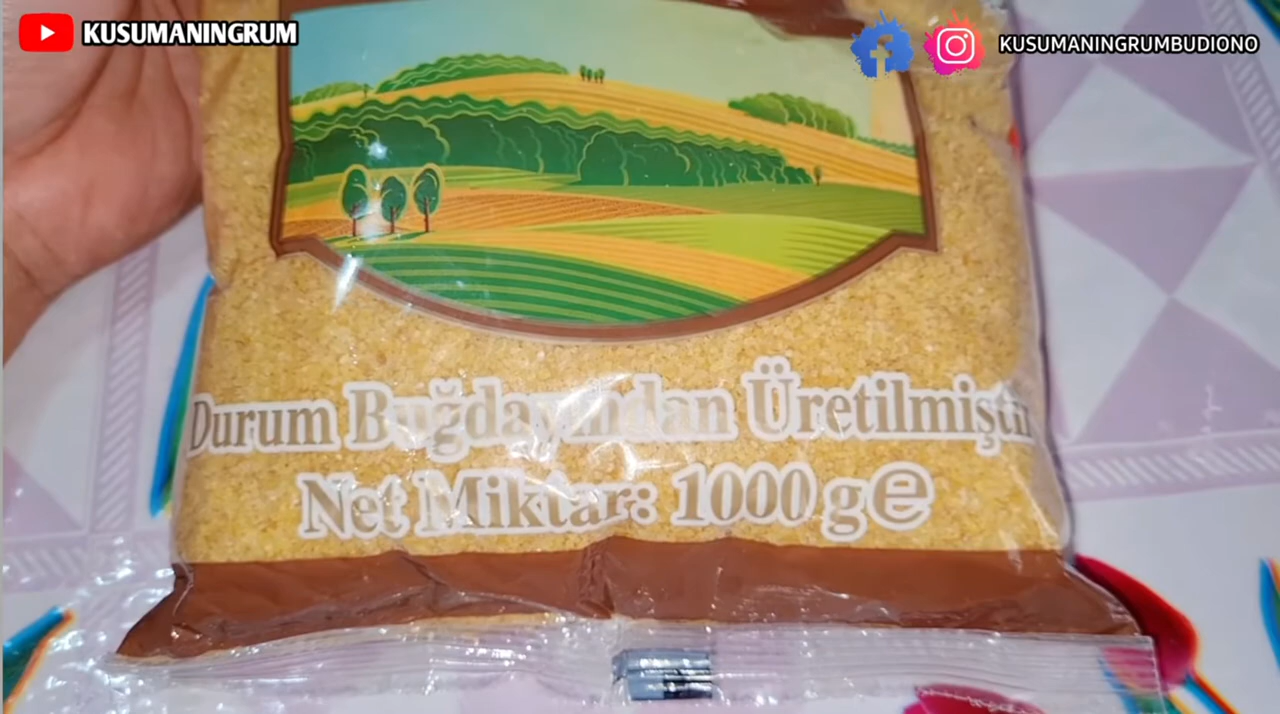 KUSUMANINGRUM
KUSUMANINGRUMBUDIONO
Durum Buğdayından Üretilmiştir
Net Miktar: 1000 g e